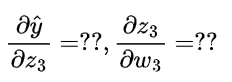 ∂ŷ/∂z₃ =??, ∂z₃/∂w₃ =??